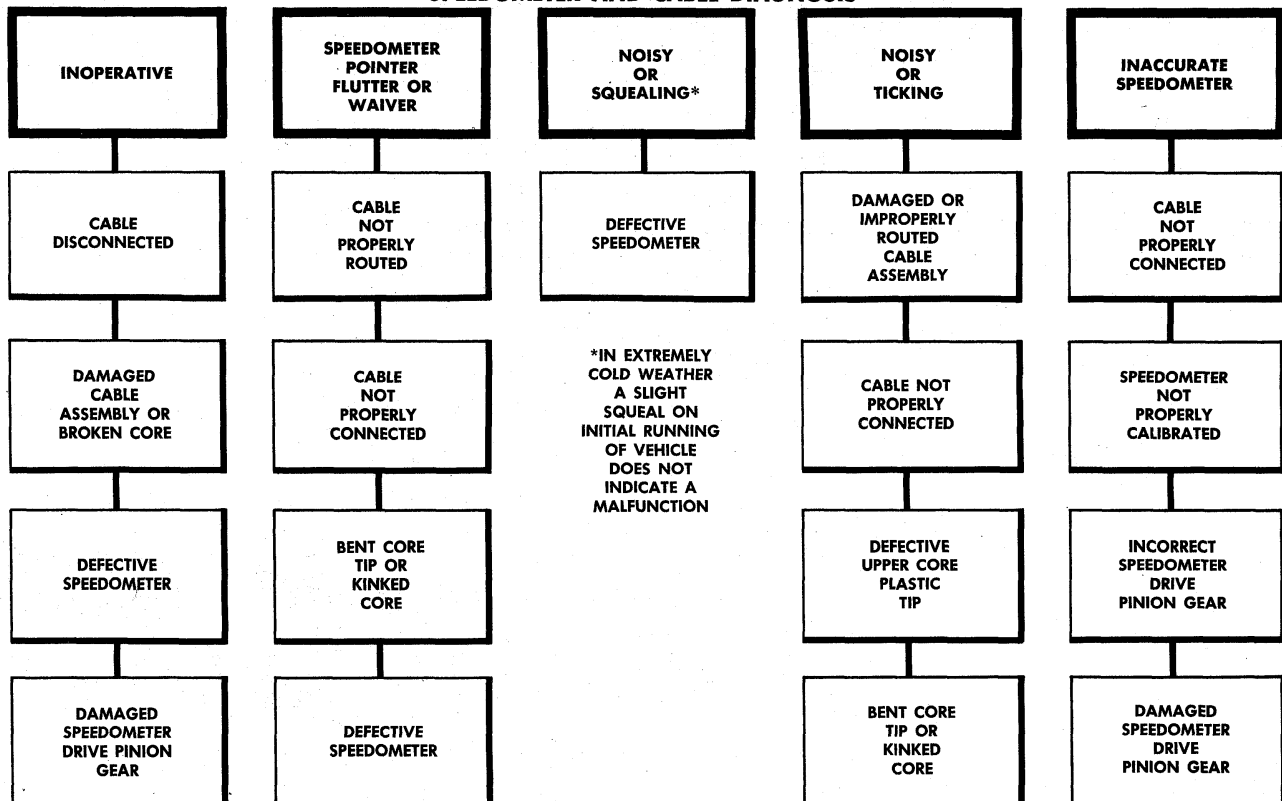 SPEEDOMETER AND CABLE DIAGNOSIS
INOPERATIVE
CABLE
DISCONNECTED
DAMAGED
CABLE
ASSEMBLY OR
BROKEN CORE
DEFECTIVE
SPEEDOMETER
DAMAGED
SPEEDOMETER
DRIVE PINION
GEAR
SPEEDOMETER
POINTER
FLUTTER OR
WAIVER
CABLE
NOT
PROPERLY
ROUTED
CABLE
NOT
PROPERLY
CONNECTED
BENT CORE
TIP OR
KINKED
CORE
DEFECTIVE
SPEEDOMETER
NOISY
OR
SQUEALING*
DEFECTIVE
SPEEDOMETER
*IN EXTREMELY
COLD WEATHER
A SLIGHT
SQUEAL ON
INITIAL RUNNING
OF VEHICLE
DOES NOT
INDICATE A
MALFUNCTION
NOISY
OR
TICKING
DAMAGED OR
IMPROPERLY
ROUTED
CABLE
ASSEMBLY
CABLE NOT
PROPERLY
CONNECTED
DEFECTIVE
UPPER CORE
PLASTIC
TIP
BENT CORE
TIP OR
KINKED
CORE
INACCURATE
SPEEDOMETER
CABLE
NOT
PROPERLY
CONNECTED
SPEEDOMETER
NOT
PROPERLY
CALIBRATED
INCORRECT
SPEEDOMETER
DRIVE
PINION GEAR
DAMAGED
SPEEDOMETER
DRIVE
PINION GEAR